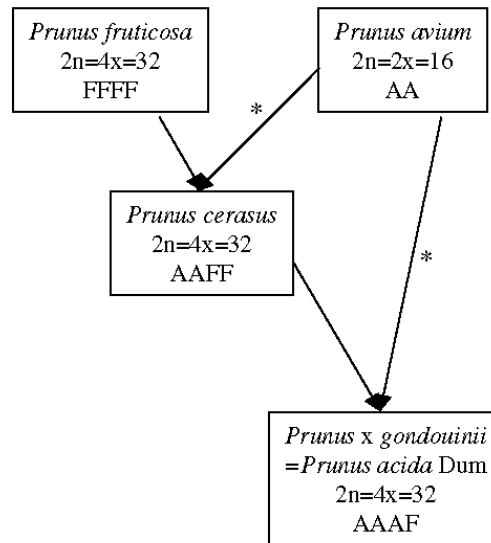 Prunus fruticosa
2n=4x=32
FFFF
Prunus avium
2n=2x=16
AA
*
Prunus cerasus
2n=4x=32
AAFF
*
Prunus x gondouinii
=Prunus acida Dum
2n=4x=32
AAAF